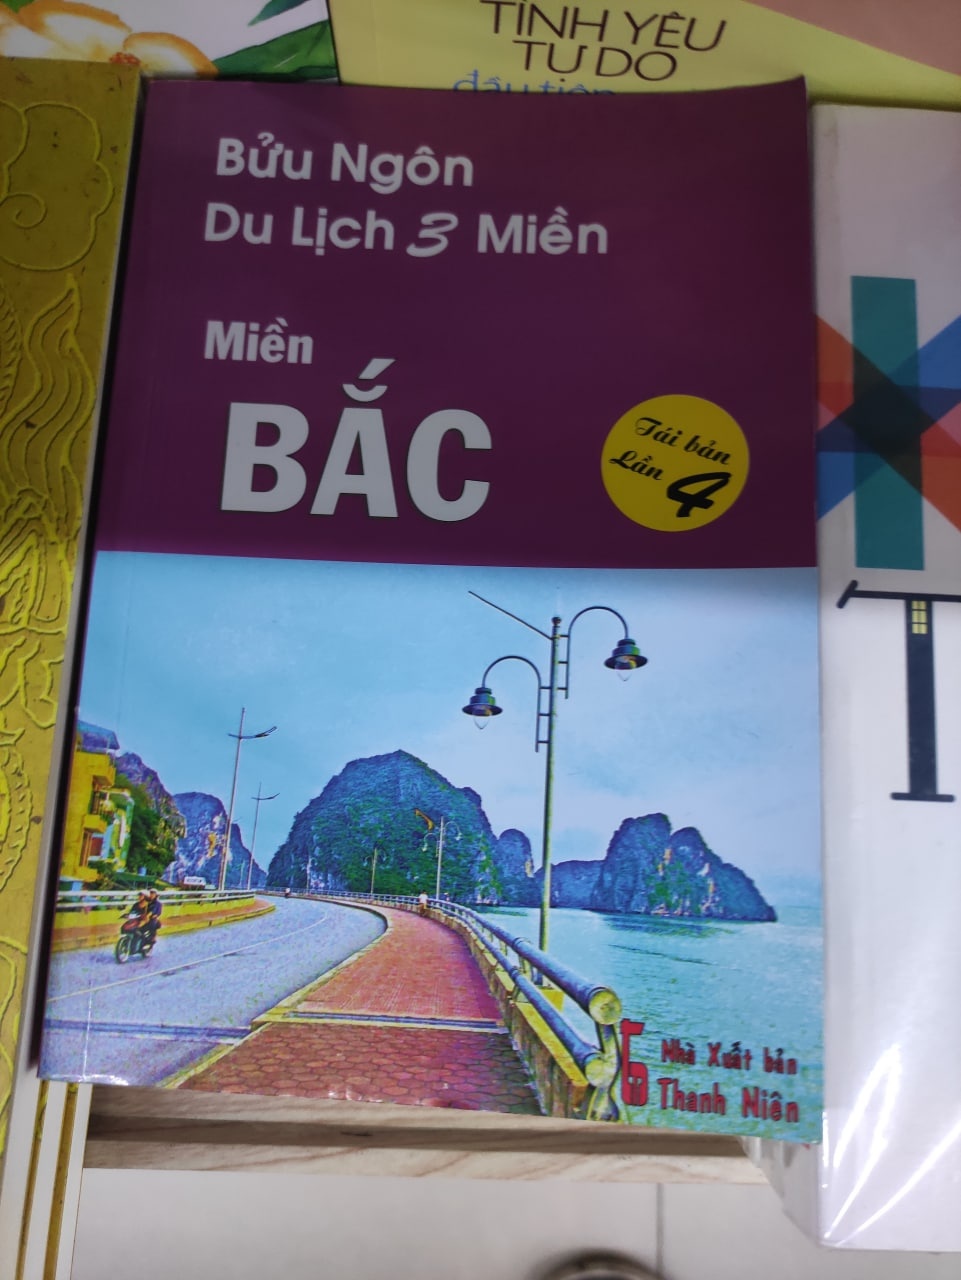 TÌNH YÊU
TỰ DO
Bửu Ngôn
Du Lịch 3 Miền
Miền
BẮC
Tái bản
Lần 4
Nhà Xuất bản
Thanh Niên